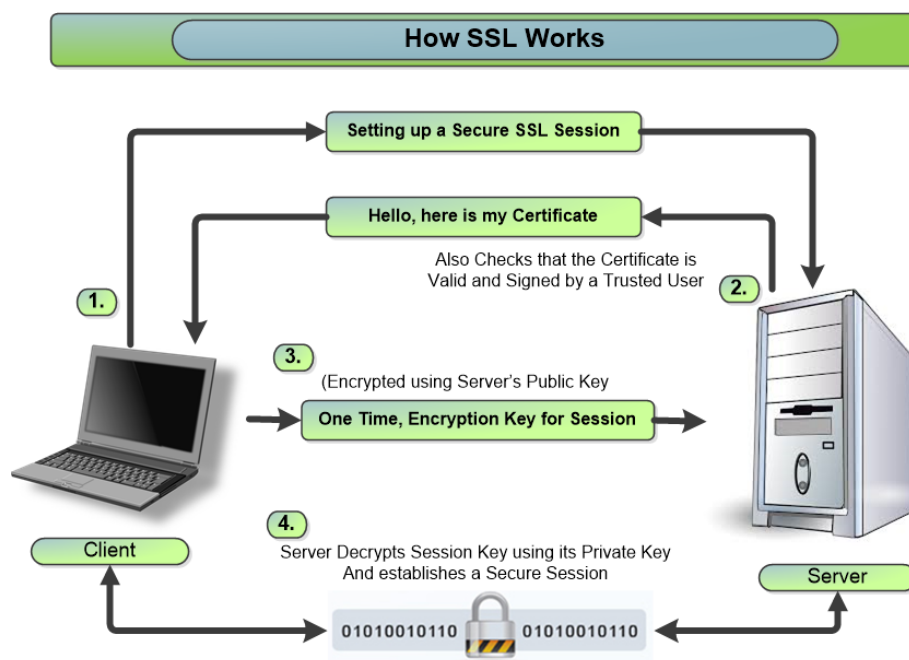 How SSL Works
Setting up a Secure SSL Session
Hello, here is my Certificate
Also Checks that the Certificate is
Valid and Signed by a Trusted User
1.
2.
3.
(Encrypted using Server's Public Key
One Time, Encryption Key for Session
4.
Server Decrypts Session Key using its Private Key
And establishes a Secure Session
Client
Server
01010010110 01010010110